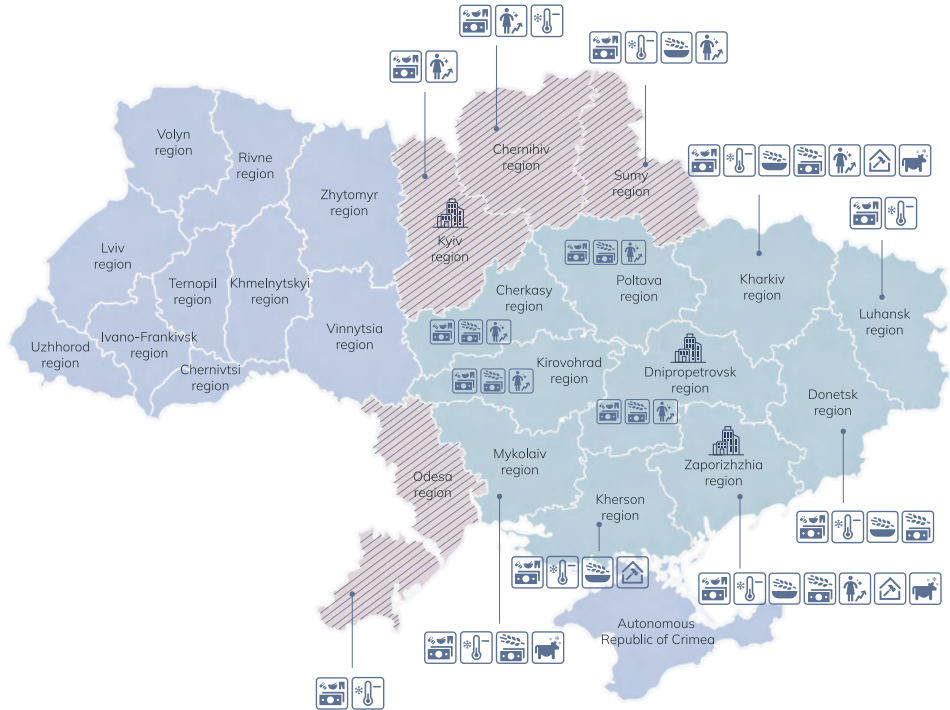 Volyn
region
Rivne
region
Zhytomyr
region
Chernihiv
region
Sumy
region
Kyiv
region
Lviv
region
Ternopil
region
Khmelnytskyi
region
Cherkasy
region
Poltava
region
Kharkiv
region
Luhansk
region
Uzhhorod
region
Ivano-Frankivsk
region
Chernivtsi
region
Vinnytsia
region
Kirovohrad
region
Dnipropetrovsk
region
Donetsk
region
Odesa
region
Mykolaiv
region
Zaporizhzhia
region
Kherson
region
Autonomous
Republic of Crimea